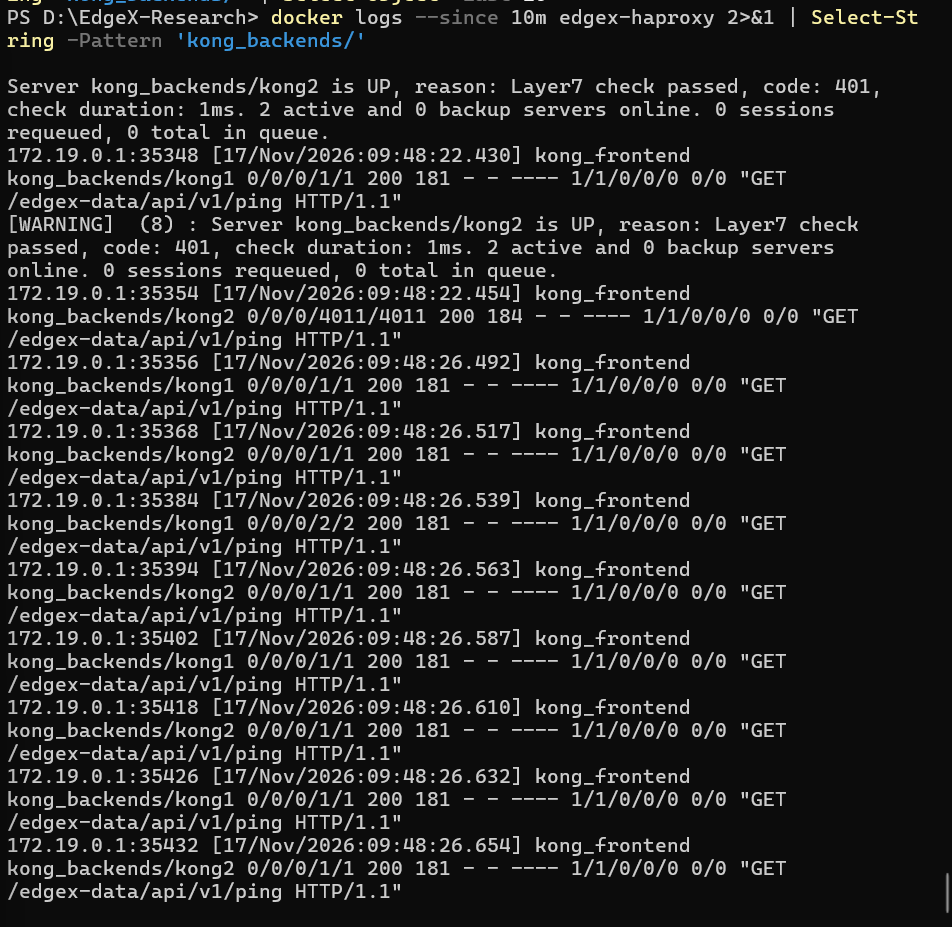 ing -Pattern 'kong_backends/' | Select-Object -Last 20
PS D:\EdgeX-Research> docker logs --since 10m edgex-haproxy 2>&1 | Select-St
ring -Pattern 'kong_backends/'
Server kong_backends/kong2 is UP, reason: Layer7 check passed, code: 401,
check duration: 1ms. 2 active and 0 backup servers online. 0 sessions
requeued, 0 total in queue.
172.19.0.1:35348 [17/Nov/2026:09:48:22.430] kong_frontend
kong_backends/kong1 0/0/0/1/1 200 181 - - ---- 1/1/0/0/0 0/0 "GET
/edgex-data/api/v1/ping HTTP/1.1"
[WARNING]  (8) : Server kong_backends/kong2 is UP, reason: Layer7 check
passed, code: 401, check duration: 1ms. 2 active and 0 backup servers
online. 0 sessions requeued, 0 total in queue.
172.19.0.1:35354 [17/Nov/2026:09:48:22.454] kong_frontend
kong_backends/kong2 0/0/0/4011/4011 200 184 - - ---- 1/1/0/0/0 0/0 "GET
/edgex-data/api/v1/ping HTTP/1.1"
172.19.0.1:35356 [17/Nov/2026:09:48:26.492] kong_frontend
kong_backends/kong1 0/0/0/1/1 200 181 - - ---- 1/1/0/0/0 0/0 "GET
/edgex-data/api/v1/ping HTTP/1.1"
172.19.0.1:35368 [17/Nov/2026:09:48:26.517] kong_frontend
kong_backends/kong2 0/0/0/1/1 200 181 - - ---- 1/1/0/0/0 0/0 "GET
/edgex-data/api/v1/ping HTTP/1.1"
172.19.0.1:35384 [17/Nov/2026:09:48:26.539] kong_frontend
kong_backends/kong1 0/0/0/2/2 200 181 - - ---- 1/1/0/0/0 0/0 "GET
/edgex-data/api/v1/ping HTTP/1.1"
172.19.0.1:35394 [17/Nov/2026:09:48:26.563] kong_frontend
kong_backends/kong2 0/0/0/1/1 200 181 - - ---- 1/1/0/0/0 0/0 "GET
/edgex-data/api/v1/ping HTTP/1.1"
172.19.0.1:35402 [17/Nov/2026:09:48:26.587] kong_frontend
kong_backends/kong1 0/0/0/1/1 200 181 - - ---- 1/1/0/0/0 0/0 "GET
/edgex-data/api/v1/ping HTTP/1.1"
172.19.0.1:35418 [17/Nov/2026:09:48:26.610] kong_frontend
kong_backends/kong2 0/0/0/1/1 200 181 - - ---- 1/1/0/0/0 0/0 "GET
/edgex-data/api/v1/ping HTTP/1.1"
172.19.0.1:35426 [17/Nov/2026:09:48:26.632] kong_frontend
kong_backends/kong1 0/0/0/1/1 200 181 - - ---- 1/1/0/0/0 0/0 "GET
/edgex-data/api/v1/ping HTTP/1.1"
172.19.0.1:35432 [17/Nov/2026:09:48:26.654] kong_frontend
kong_backends/kong2 0/0/0/1/1 200 181 - - ---- 1/1/0/0/0 0/0 "GET
/edgex-data/api/v1/ping HTTP/1.1"